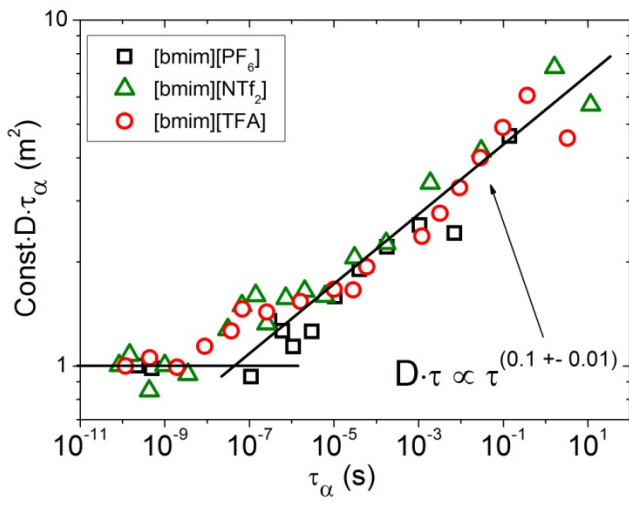 10
[bmim][PF₆]
[bmim][NTf₂]
[bmim][TFA]
Const·D·τα (m²)
1
D·τ ∝ τ^(0.1 +- 0.01)
10⁻¹¹ 10⁻⁹ 10⁻⁷ 10⁻⁵ 10⁻³ 10⁻¹ 10¹
τα (s)